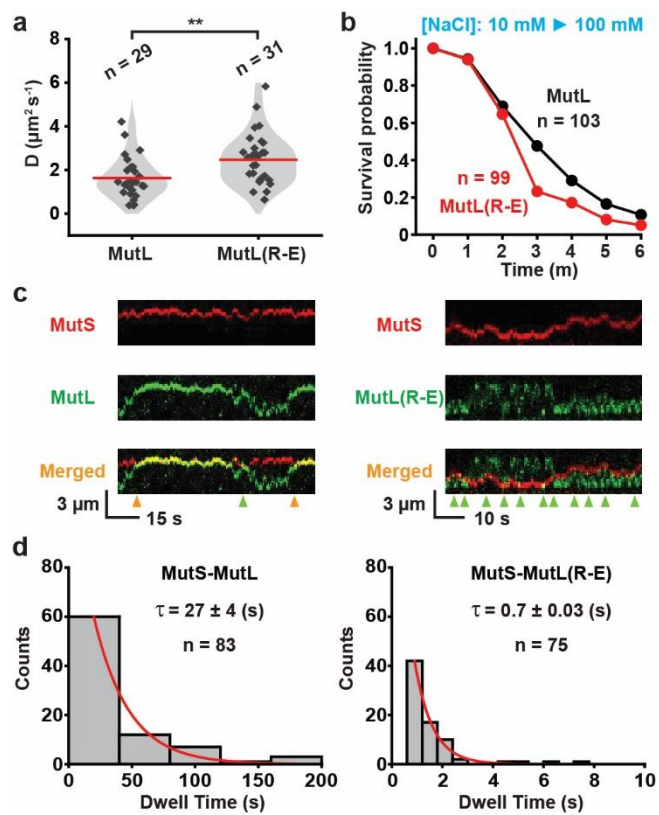 a
**
n = 29
n = 31
D (μm² s⁻¹)
8
6
4
2
0
MutL
MutL(R-E)
b
[NaCl]: 10 mM ► 100 mM
Survival probability
1.0
0.8
0.6
0.4
0.2
0
MutL
n = 103
n = 99
MutL(R-E)
0 1 2 3 4 5 6
Time (m)
c
MutS
MutL
Merged
3 μm
15 s
MutS
MutL(R-E)
Merged
3 μm
10 s
d
MutS-MutL
τ = 27 ± 4 (s)
n = 83
Counts
80
60
40
20
0
0 50 100 150 200
Dwell Time (s)
MutS-MutL(R-E)
τ = 0.7 ± 0.03 (s)
n = 75
Counts
80
60
40
20
0
0 2 4 6 8 10
Dwell Time (s)